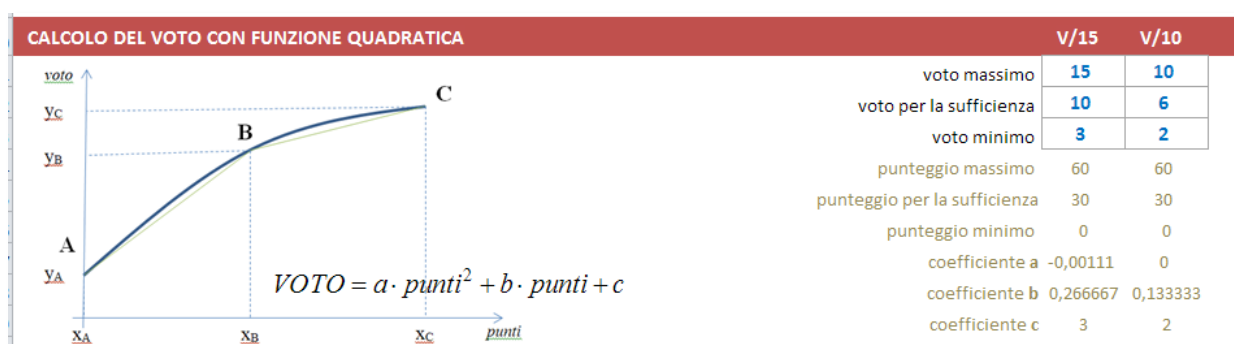 CALCOLO DEL VOTO CON FUNZIONE QUADRATICA V/15 V/10
voto
yC
yB
yA
A
B
C
xA xB xC punti
VOTO = a· punti² + b· punti + c
voto massimo 15 10
voto per la sufficienza 10 6
voto minimo 3 2
punteggio massimo 60 60
punteggio per la sufficienza 30 30
punteggio minimo 0 0
coefficiente a -0,00111 0
coefficiente b 0,266667 0,133333
coefficiente c 3 2